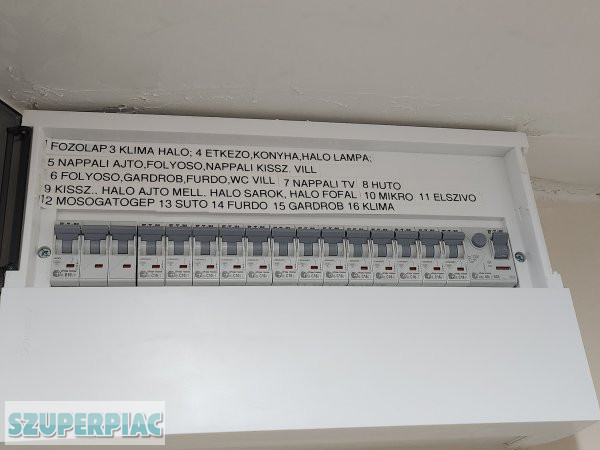 FOZOLAP 3 KLIMA HALO; 4 ETKEZO,KONYHA,HALO LAMPA;
5 NAPPALI AJTO,FOLYOSO,NAPPALI KISSZ. VILL
6 FOLYOSO,GARDROB,FURDO,WC VILL 7 NAPPALI TV 8 HUTO
9 KISSZ.. HALO AJTO MELL. HALO SAROK, HALO FOFAL 10 MIKRO 11 ELSZIVO
12 MOSOGATOGEP 13 SUTO 14 FURDO 15 GARDROB 16 KLIMA
SZUPERPIAC